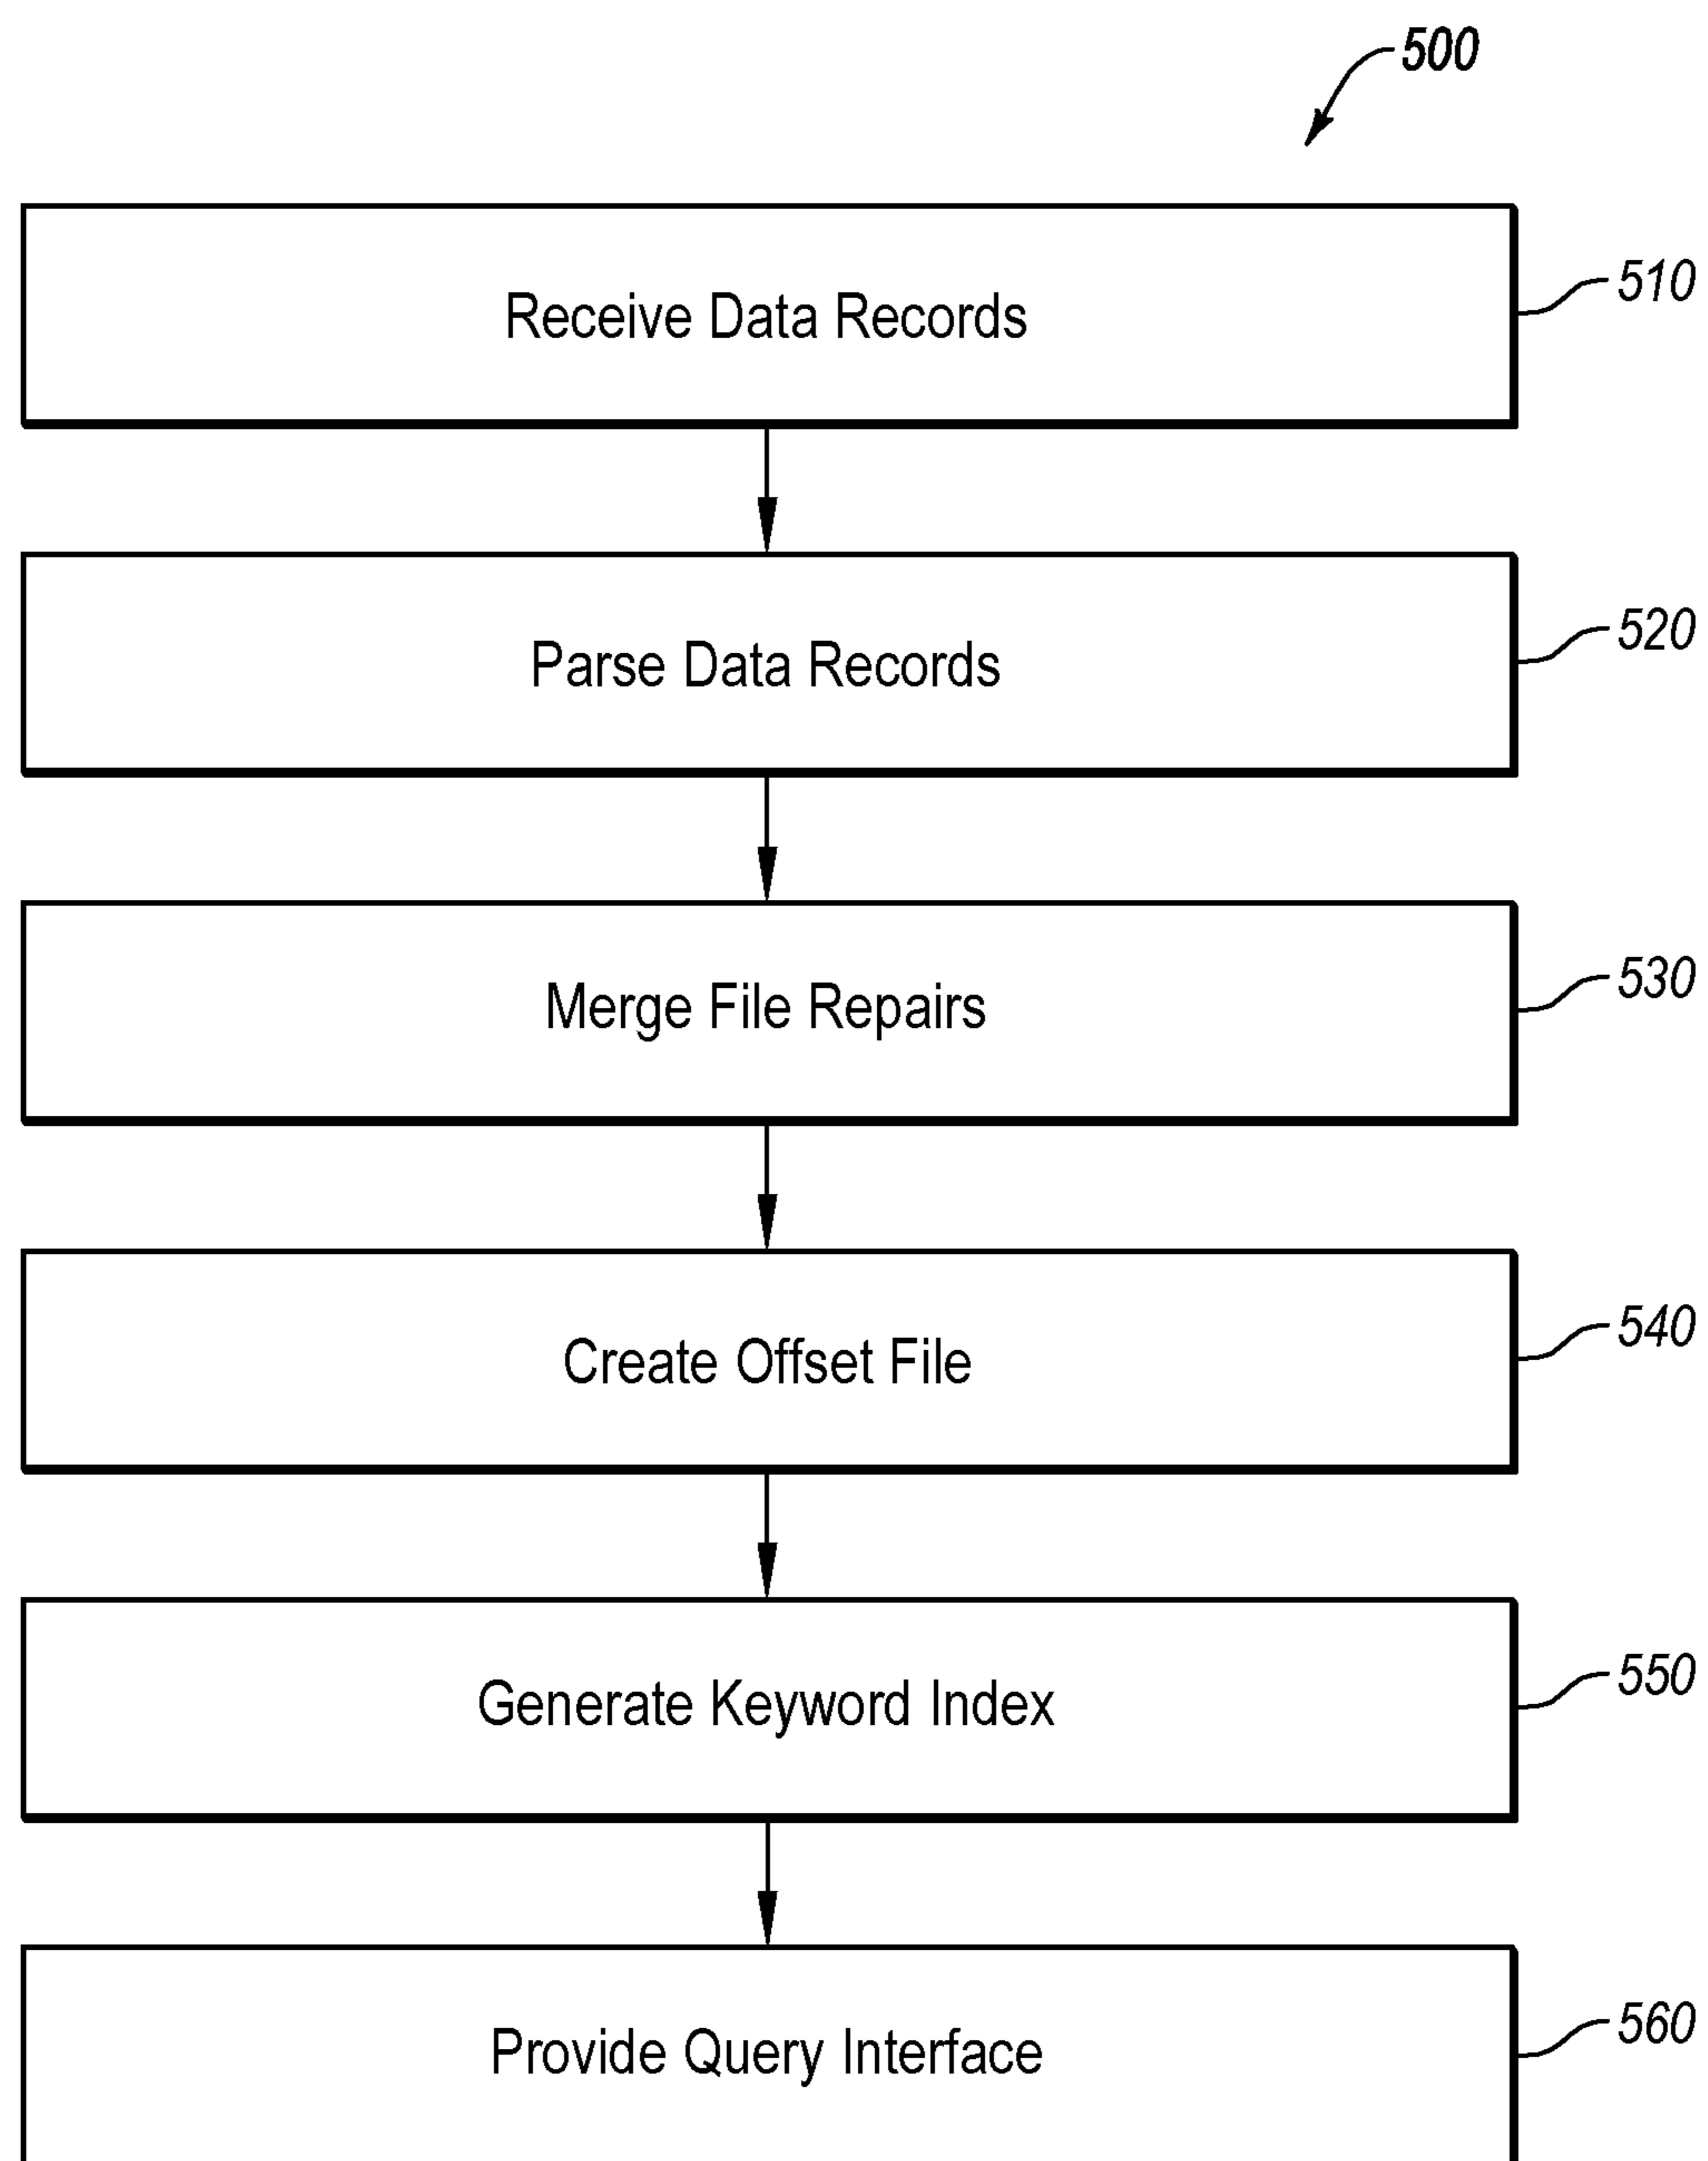 500
Receive Data Records
510
Parse Data Records
520
Merge File Repairs
530
Create Offset File
540
Generate Keyword Index
550
Provide Query Interface
560